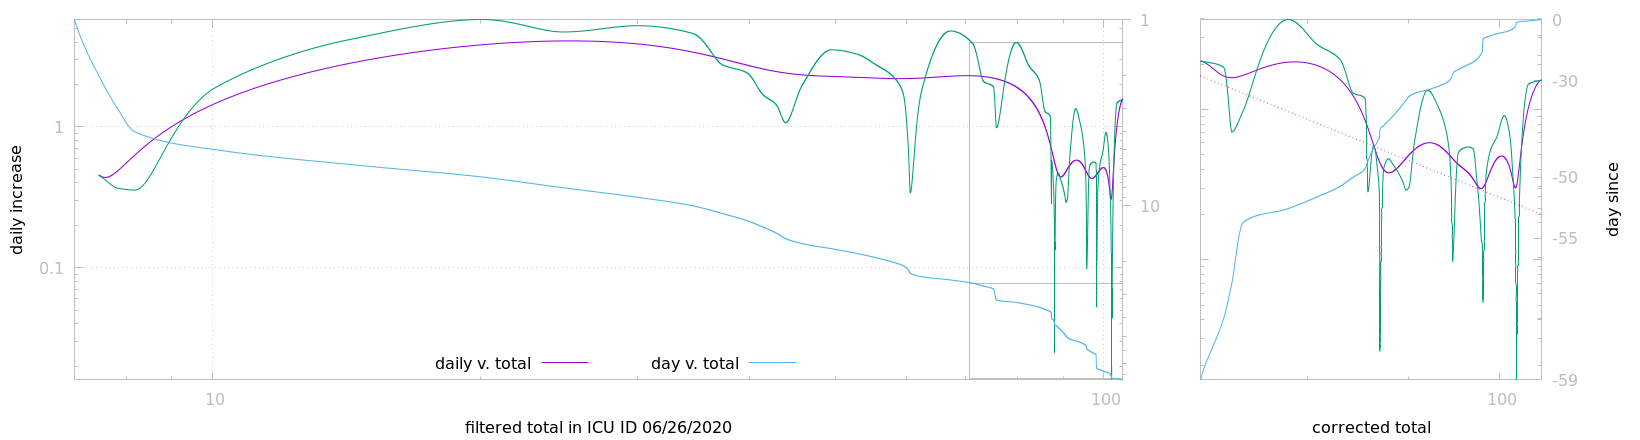 daily increase
1
0.1
10
100
1
10
daily v. total
day v. total
filtered total in ICU ID 06/26/2020
0
-30
-50
-55
-59
day since
100
corrected total